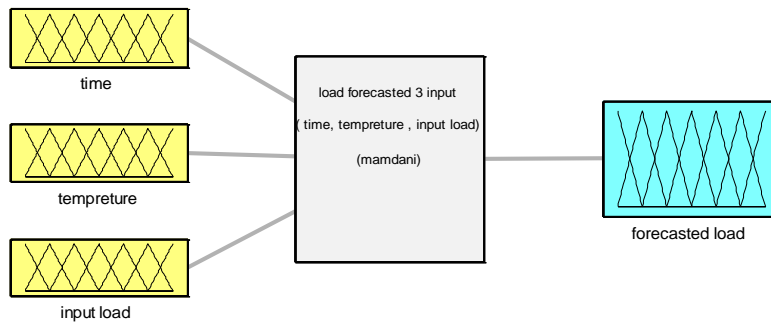 time
load forecasted 3 input
( time, tempreture , input load)
(mamdani)
tempreture
forecasted load
input load